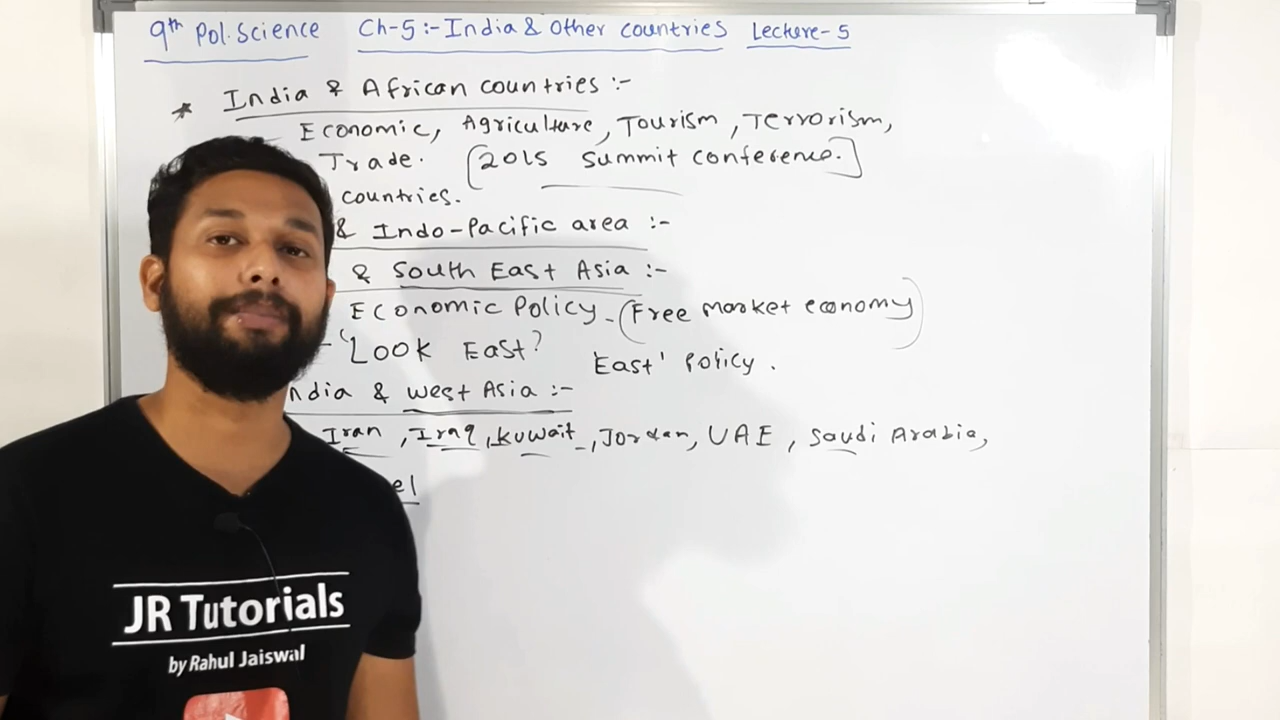 9th Pol. Science Ch-5:- India & Other countries Lecture-5
* India & African countries :-
Economic, Agriculture, Tourism, Terrorism,
Trade. [2015 Summit conference.]
countries.
& Indo-Pacific area :-
& South East Asia :-
Economic Policy - (Free market economy)
- 'Look East'
East' Policy.
ndia & West Asia :-
Iran, Iraq, Kuwait, Jordan, UAE, Saudi Arabia,
el
JR Tutorials
by Rahul Jaiswal